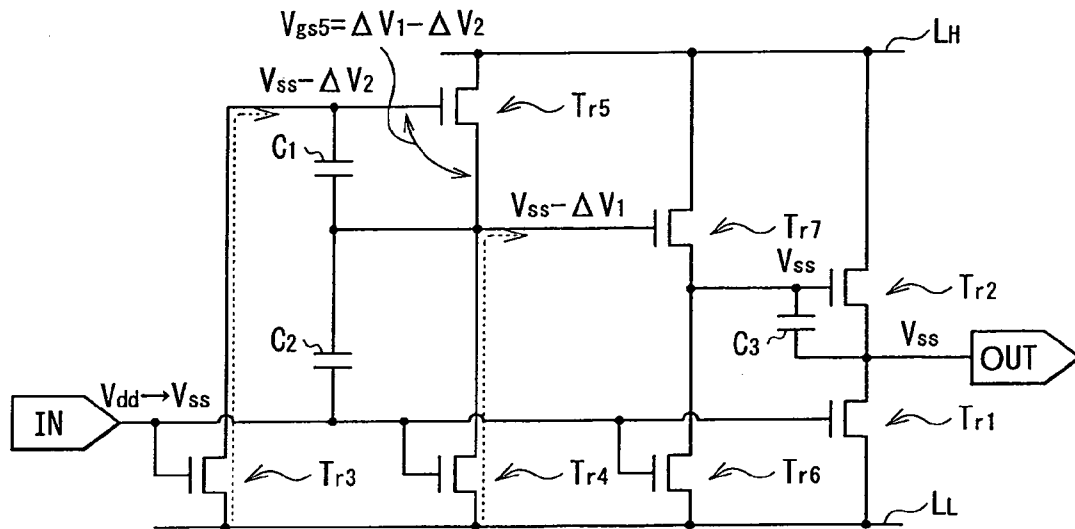 Vgs5=ΔV1−ΔV2
LH
Vss−ΔV2
Tr5
C1
Vss−ΔV1
Tr7
Vss
Tr2
C2
C3
Vss
OUT
Vdd→Vss
IN
Tr1
Tr3
Tr4
Tr6
LL